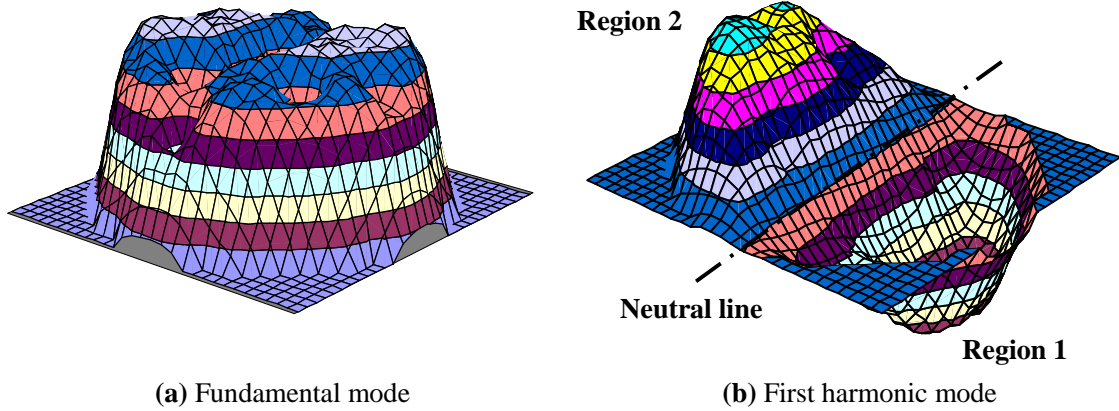 Region 2
Neutral line
Region 1
(a) Fundamental mode
(b) First harmonic mode